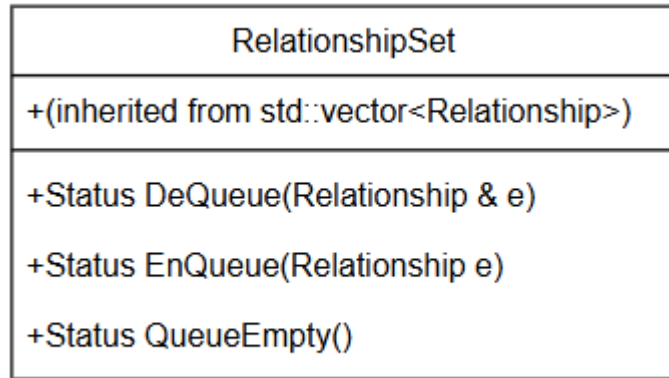 RelationshipSet
+(inherited from std::vector<Relationship>)
+Status DeQueue(Relationship & e)
+Status EnQueue(Relationship e)
+Status QueueEmpty()